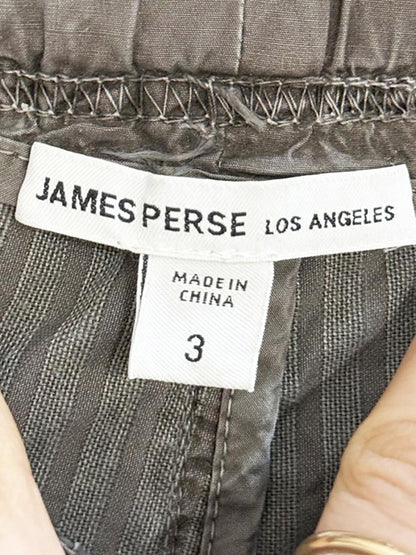 JAMES PERSE LOS ANGELES
MADE IN
CHINA
3